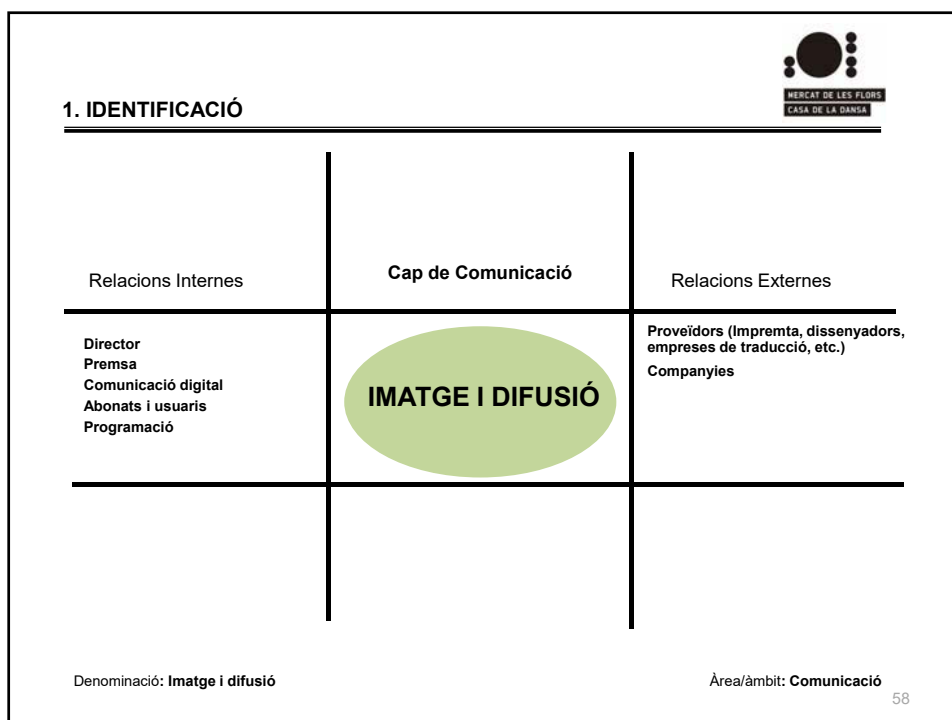 MERCAT DE LES FLORS
CASA DE LA DANSA
1. IDENTIFICACIÓ
Relacions Internes
Cap de Comunicació
Relacions Externes
Director
Premsa
Comunicació digital
Abonats i usuaris
Programació
IMATGE I DIFUSIÓ
Proveïdors (Impremta, dissenyadors,
empreses de traducció, etc.)
Companyies
Denominació: Imatge i difusió
Àrea/àmbit: Comunicació
58